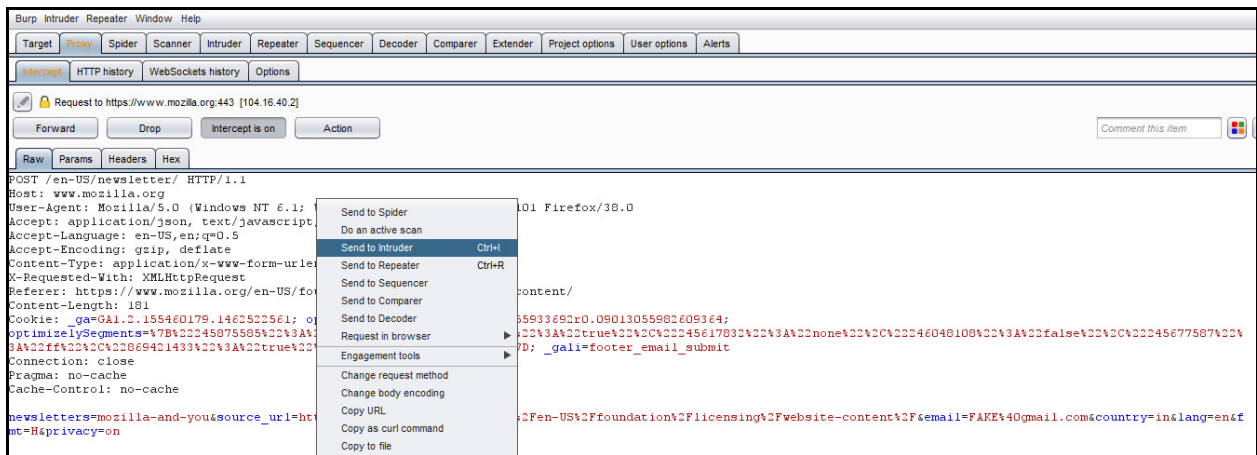 Burp Intruder Repeater Window Help
Target Proxy Spider Scanner Intruder Repeater Sequencer Decoder Comparer Extender Project options User options Alerts
Intercept HTTP history WebSockets history Options
Request to https://www.mozilla.org:443 [104.16.40.2]
Forward Drop Intercept is on Action Comment this item
Raw Params Headers Hex
POST /en-US/newsletter/ HTTP/1.1
Host: www.mozilla.org
User-Agent: Mozilla/5.0 (Windows NT 6.1; 101 Firefox/38.0
Accept: application/json, text/javascript,
Accept-Language: en-US,en;q=0.5
Accept-Encoding: gzip, deflate
Content-Type: application/x-www-form-urle
X-Requested-With: XMLHttpRequest
Referer: https://www.mozilla.org/en-US/fou content/
Content-Length: 181
Cookie: _ga=GA1.2.155460179.1462522561; o 65933692r0.09013055982609364;
optimizelySegments=%7B%22245875585%22%3A% 22%3A%22true%22%2C%22245617832%22%3A%22none%22%2C%22246048108%22%3A%22false%22%2C%22245677587%22%
3A%22ff%22%2C%22869421433%22%3A%22true%22 7D; _gali=footer_email_submit
Connection: close
Pragma: no-cache
Cache-Control: no-cache
newsletters=mozilla-and-you&source_url=ht %2Fen-US%2Ffoundation%2Flicensing%2Fwebsite-content%2F&email=FAKE%40gmail.com&country=in&lang=en&f
mt=H&privacy=on
Send to Spider
Do an active scan
Send to Intruder Ctrl+I
Send to Repeater Ctrl+R
Send to Sequencer
Send to Comparer
Send to Decoder
Request in browser
Engagement tools
Change request method
Change body encoding
Copy URL
Copy as curl command
Copy to file